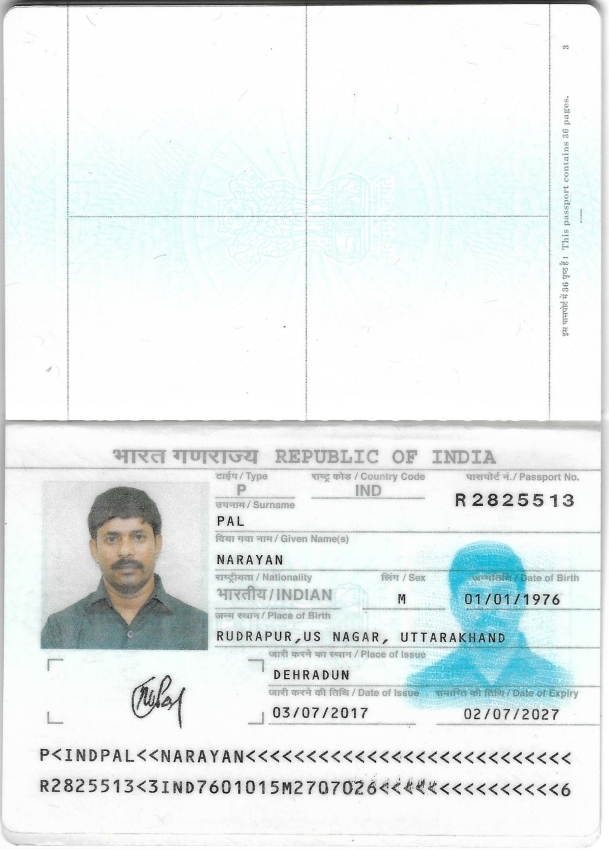 3
इस पासपोर्ट में 36 पृष्ठ हैं। This passport contains 36 pages.
भारत गणराज्य REPUBLIC OF INDIA
टाईप / Type राष्ट्र कोड / Country Code पासपोर्ट नं. / Passport No.
P IND R2825513
उपनाम / Surname
PAL
दिया गया नाम / Given Name(s)
NARAYAN
राष्ट्रीयता / Nationality लिंग / Sex जन्मतिथि / Date of Birth
भारतीय / INDIAN M 01/01/1976
जन्म स्थान / Place of Birth
RUDRAPUR,US NAGAR, UTTARAKHAND
जारी करने का स्थान / Place of Issue
DEHRADUN
जारी करने की तिथि / Date of Issue समाप्ति की तिथि / Date of Expiry
03/07/2017 02/07/2027
P<INDPAL<<NARAYAN<<<<<<<<<<<<<<<<<<<<<<<<<<<
R2825513<3IND7601015M2707026<<<<<<<<<<<<<<<6